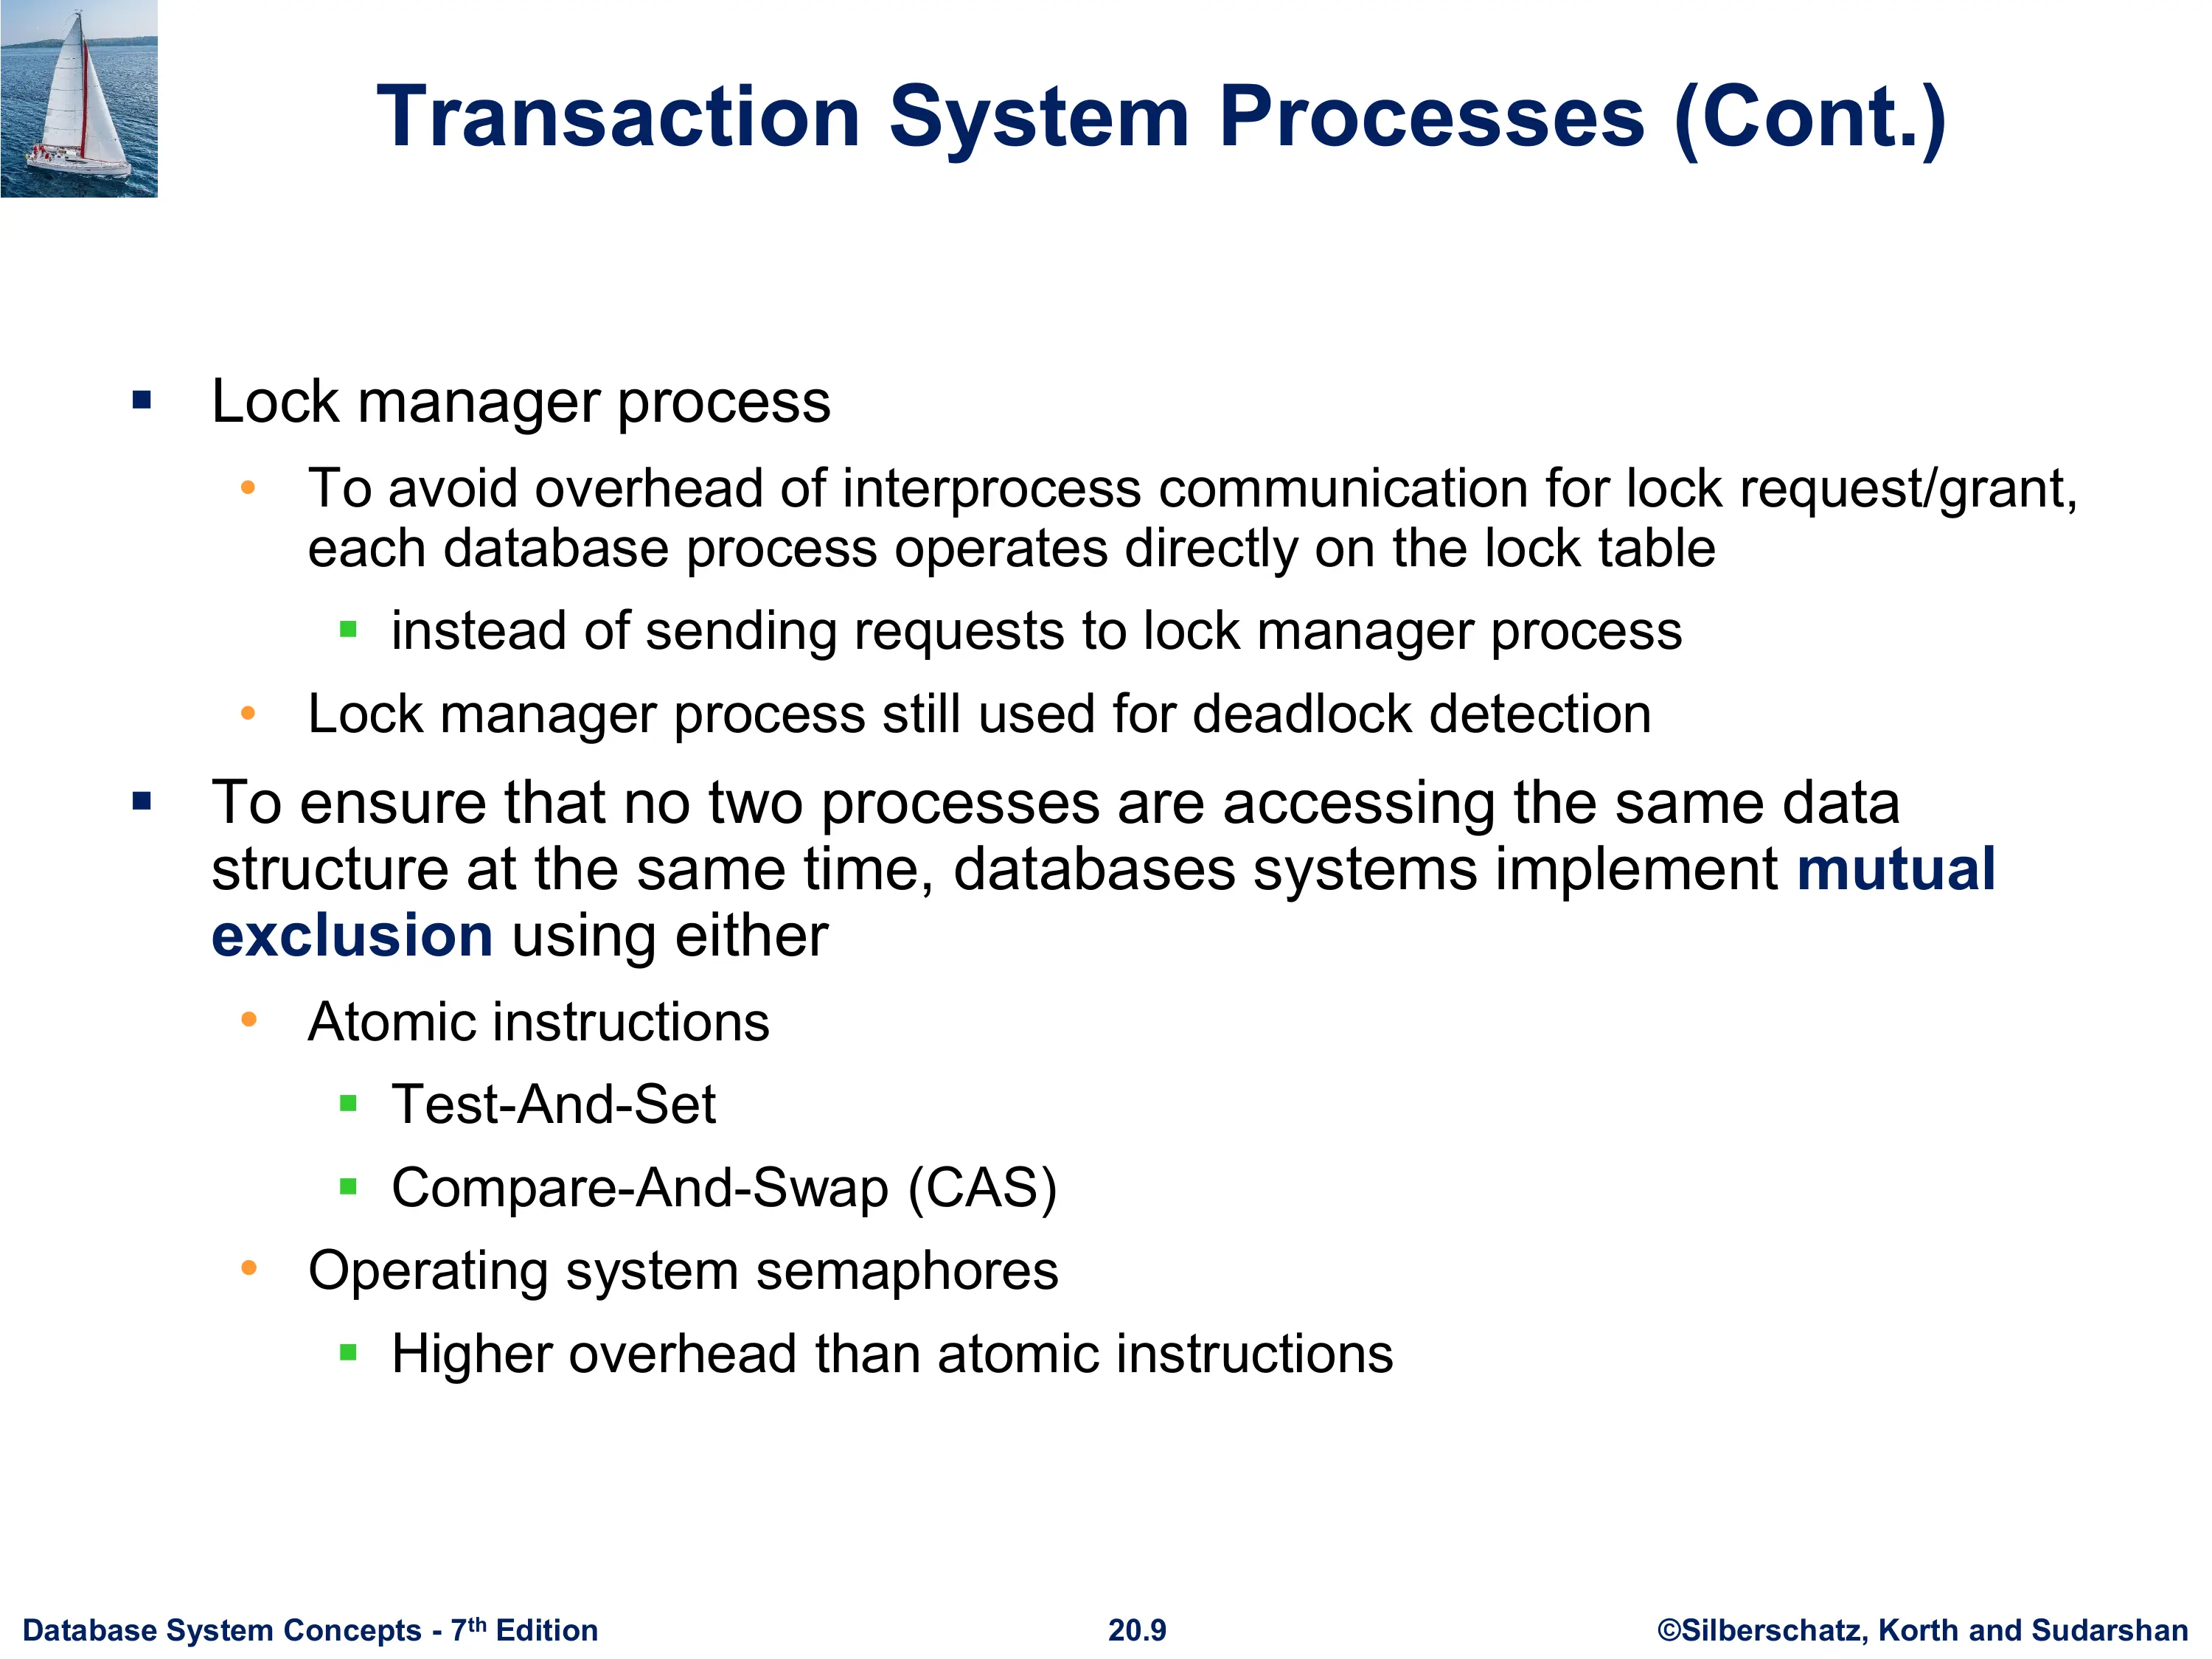 Transaction System Processes (Cont.)
▪ Lock manager process
• To avoid overhead of interprocess communication for lock request/grant,
each database process operates directly on the lock table
▪ instead of sending requests to lock manager process
• Lock manager process still used for deadlock detection
▪ To ensure that no two processes are accessing the same data
structure at the same time, databases systems implement mutual
exclusion using either
• Atomic instructions
▪ Test-And-Set
▪ Compare-And-Swap (CAS)
• Operating system semaphores
▪ Higher overhead than atomic instructions
Database System Concepts - 7th Edition 20.9 ©Silberschatz, Korth and Sudarshan